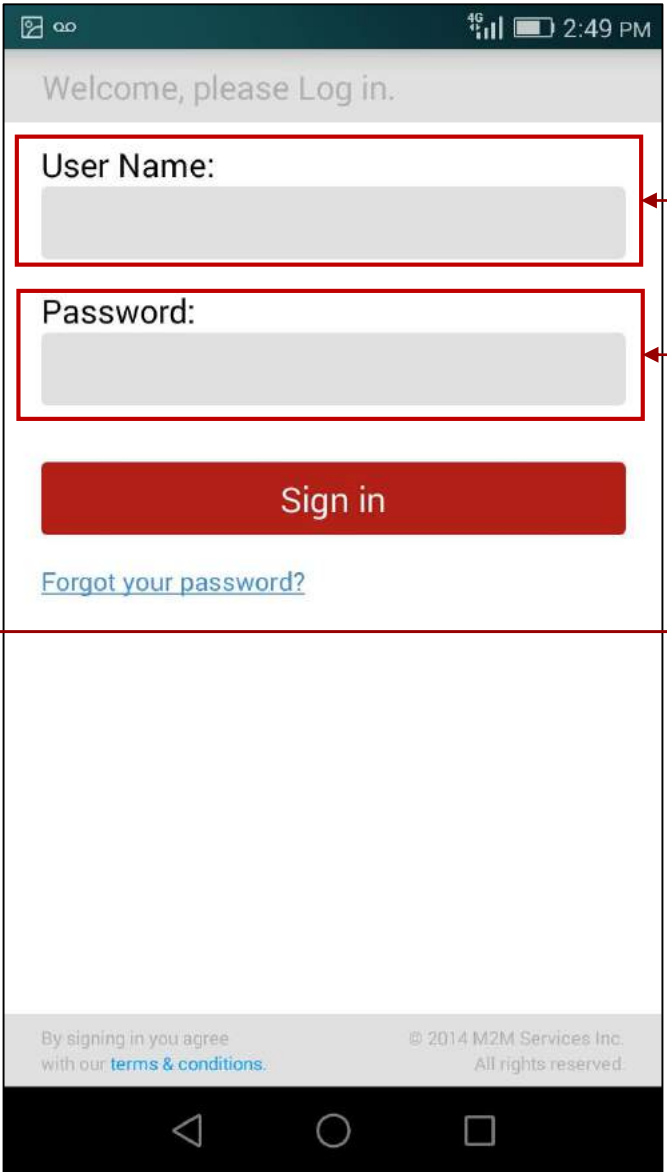 4G 2:49 PM
Welcome, please Log in.
User Name:
Password:
Sign in
Forgot your password?
By signing in you agree
with our terms & conditions.
© 2014 M2M Services Inc.
All rights reserved.